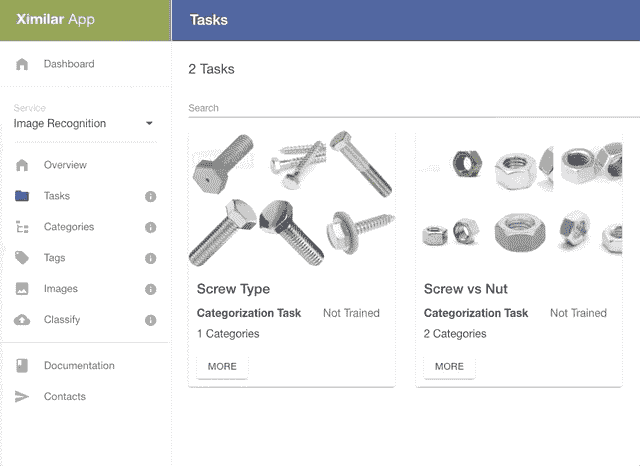 Ximilar App
Tasks
Dashboard
Service
Image Recognition
Overview
Tasks
Categories
Tags
Images
Classify
Documentation
Contacts
2 Tasks
Search
Screw Type
Categorization Task Not Trained
1 Categories
MORE
Screw vs Nut
Categorization Task Not Trained
2 Categories
MORE